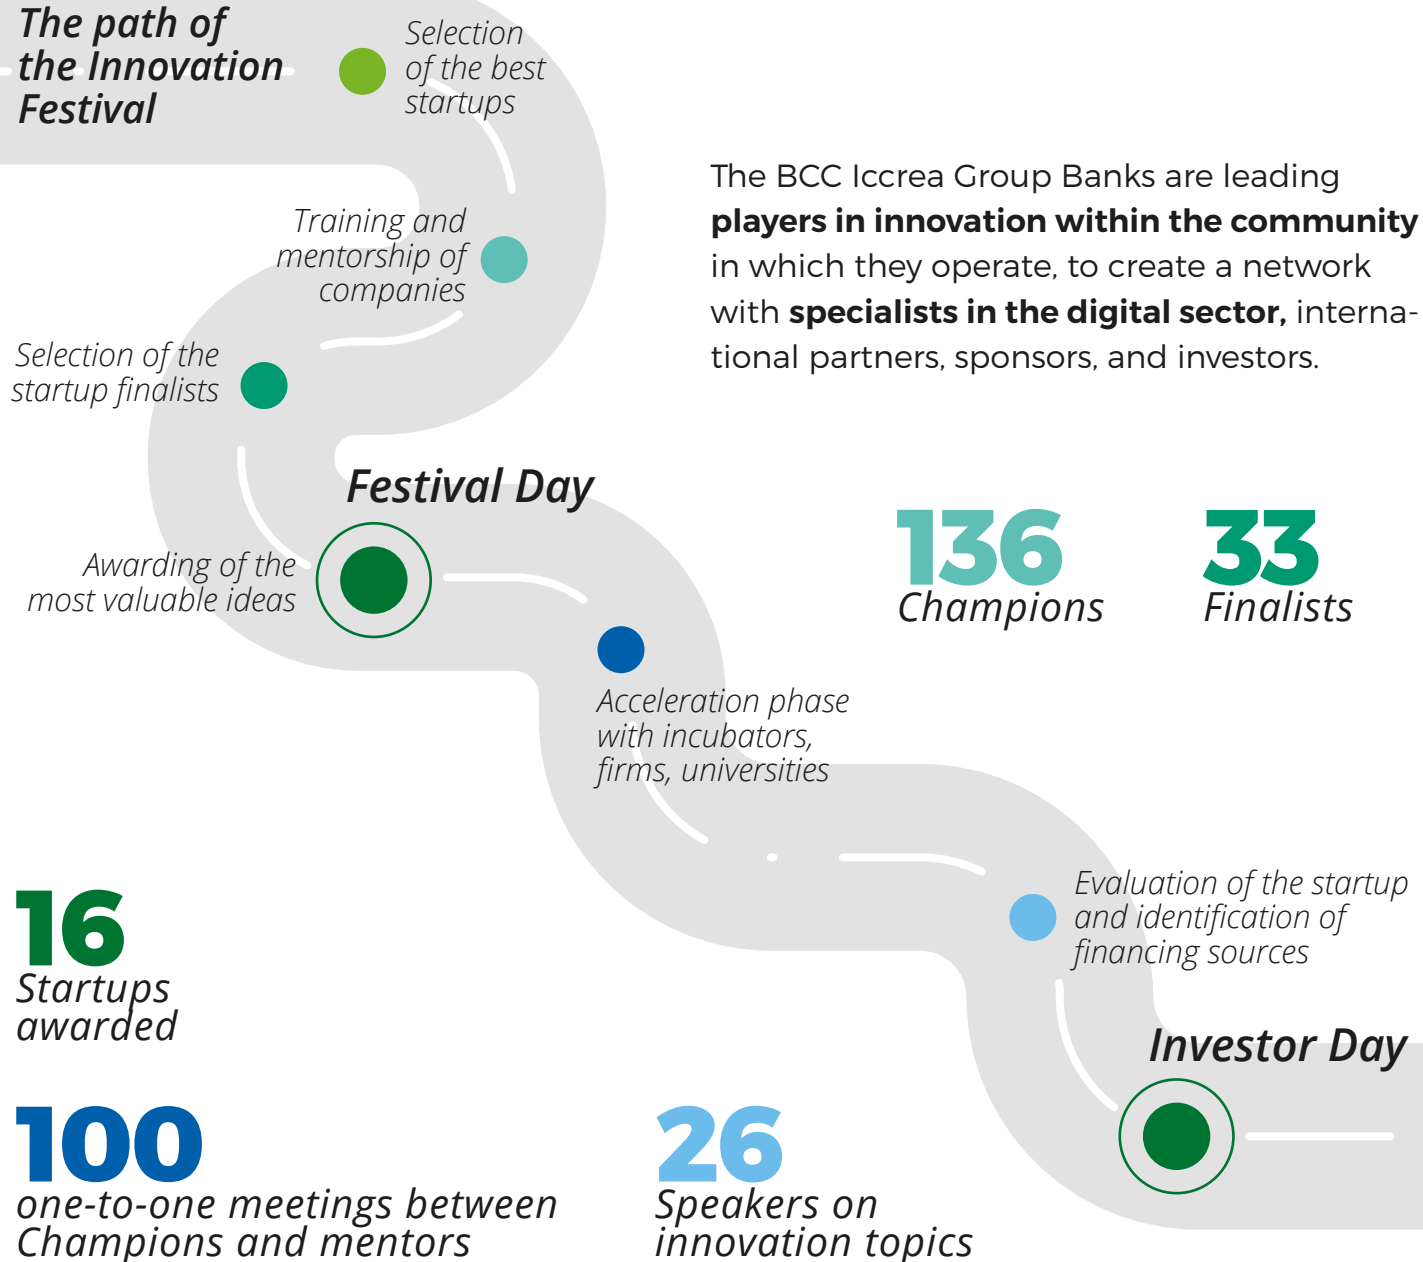 The path of
the Innovation
Festival
Selection
of the best
startups
The BCC Iccrea Group Banks are leading
players in innovation within the community
in which they operate, to create a network
with specialists in the digital sector, interna-
tional partners, sponsors, and investors.
Training and
mentorship of
companies
Selection of the
startup finalists
Festival Day
Awarding of the
most valuable ideas
136
Champions
33
Finalists
Acceleration phase
with incubators,
firms, universities
Evaluation of the startup
and identification of
financing sources
16
Startups
awarded
Investor Day
100
one-to-one meetings between
Champions and mentors
26
Speakers on
innovation topics